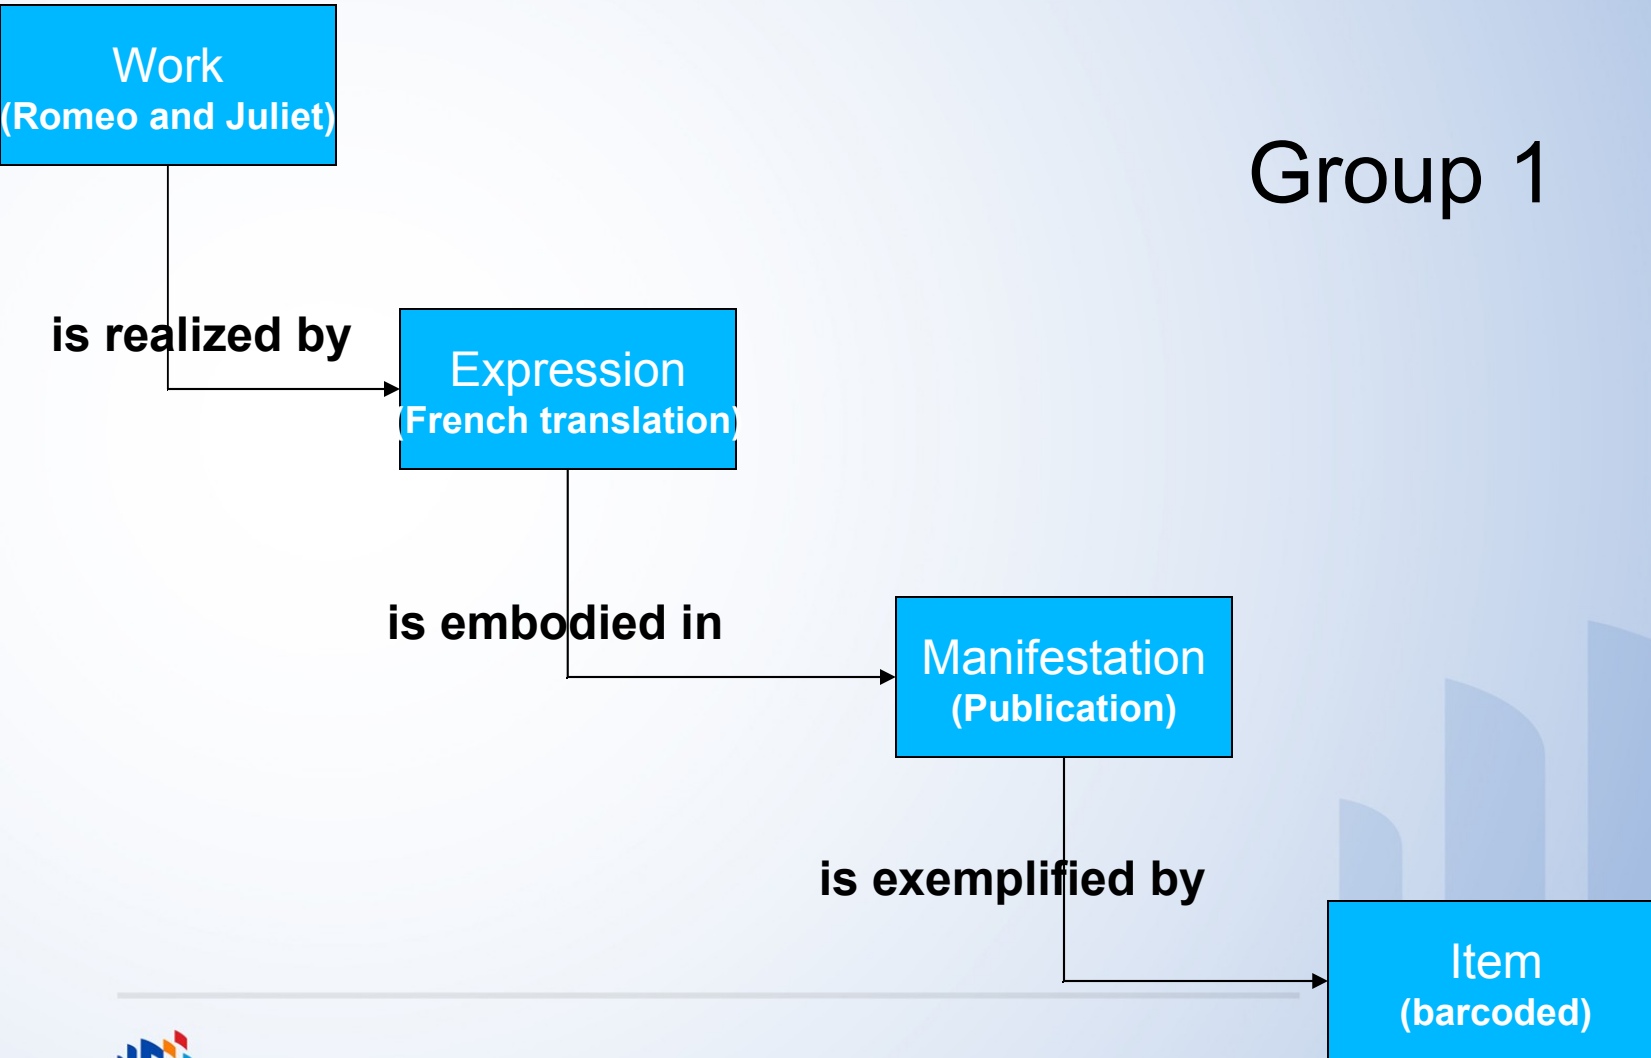 Work
(Romeo and Juliet)
Group 1
is realized by
Expression
(French translation)
is embodied in
Manifestation
(Publication)
is exemplified by
Item
(barcoded)